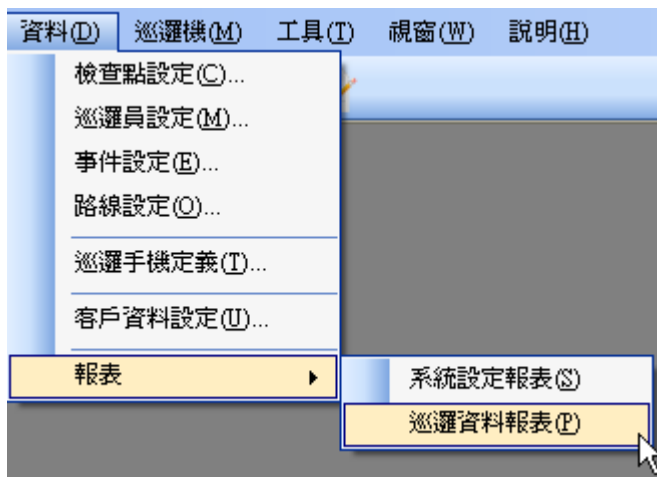 資料(D) 巡邏機(M) 工具(T) 視窗(W) 說明(H)
檢查點設定(C)...
巡邏員設定(M)...
事件設定(E)...
路線設定(O)...
巡邏手機定義(T)...
客戶資料設定(U)...
報表
系統設定報表(S)
巡邏資料報表(P)